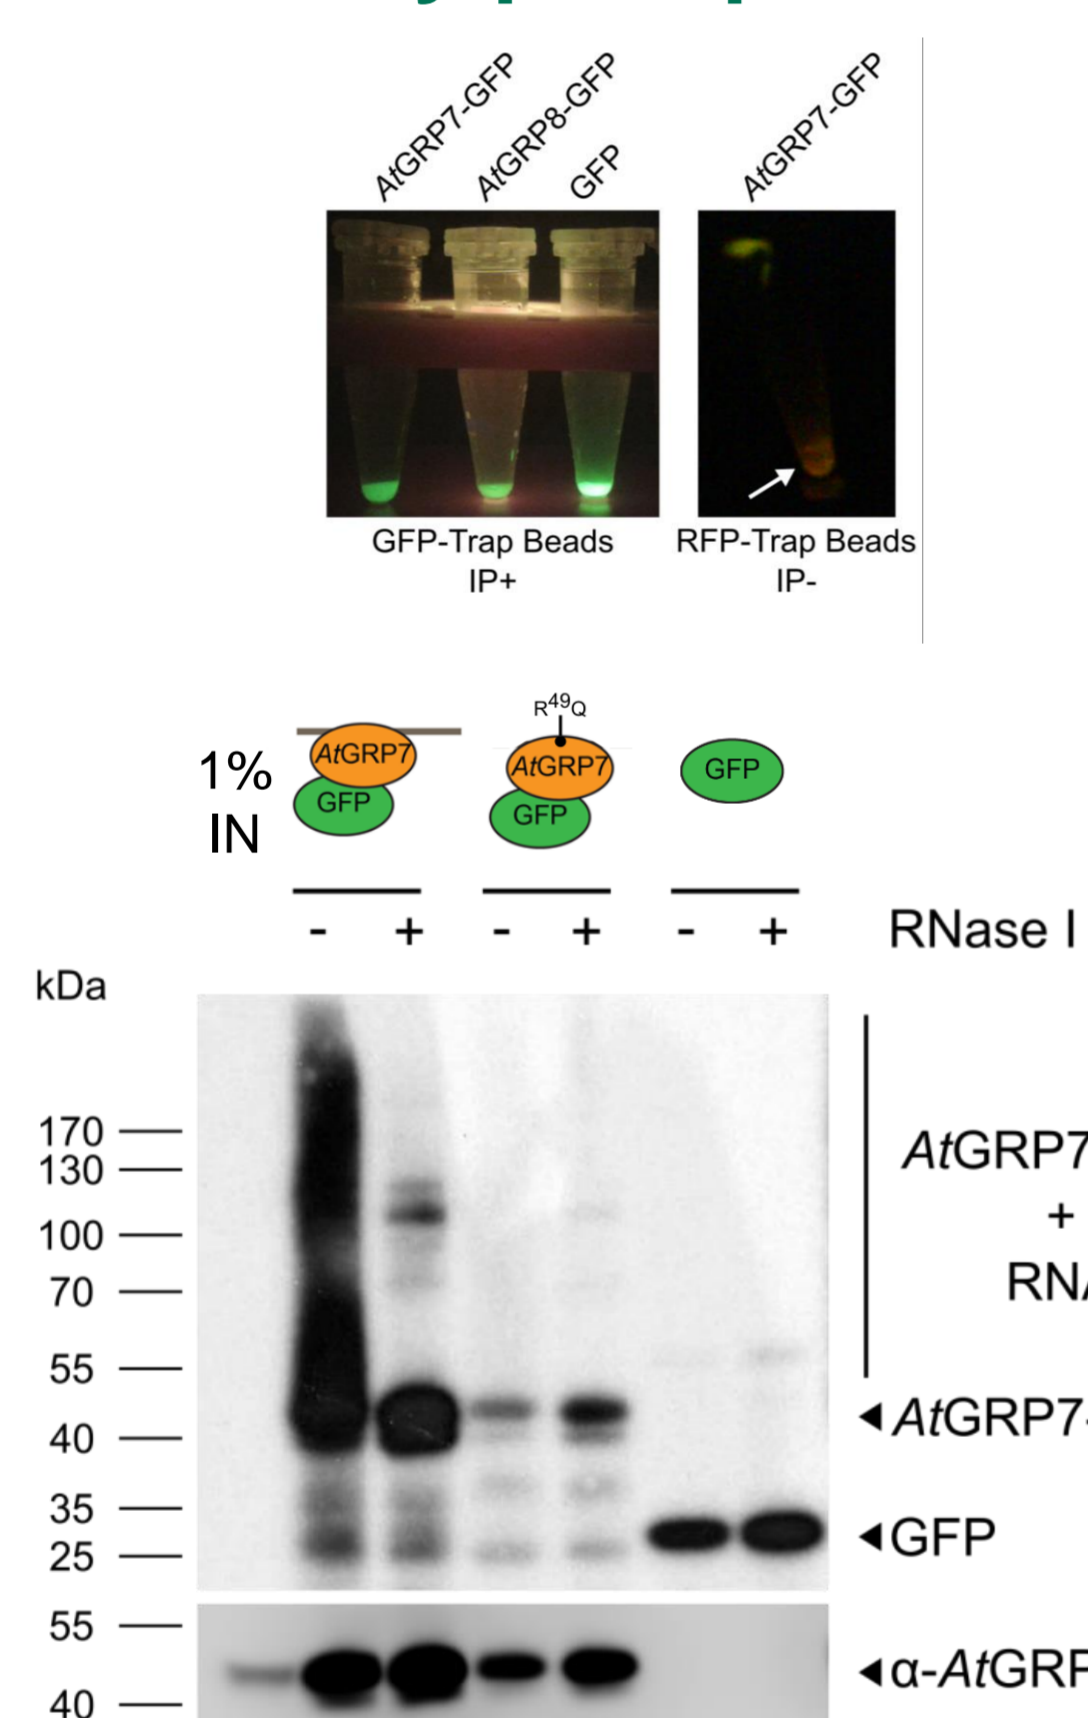 AtGRP7-GFP
AtGRP8-GFP
GFP
AtGRP7-GFP
GFP-Trap Beads
IP+
RFP-Trap Beads
IP-
1%
IN
AtGRP7
GFP
R49Q
AtGRP7
GFP
GFP
- + - + - + RNase I
kDa
170
130
100
70
55
40
35
25
AtGRP7
+
RNA
AtGRP7-
GFP
55
40
α-AtGRP